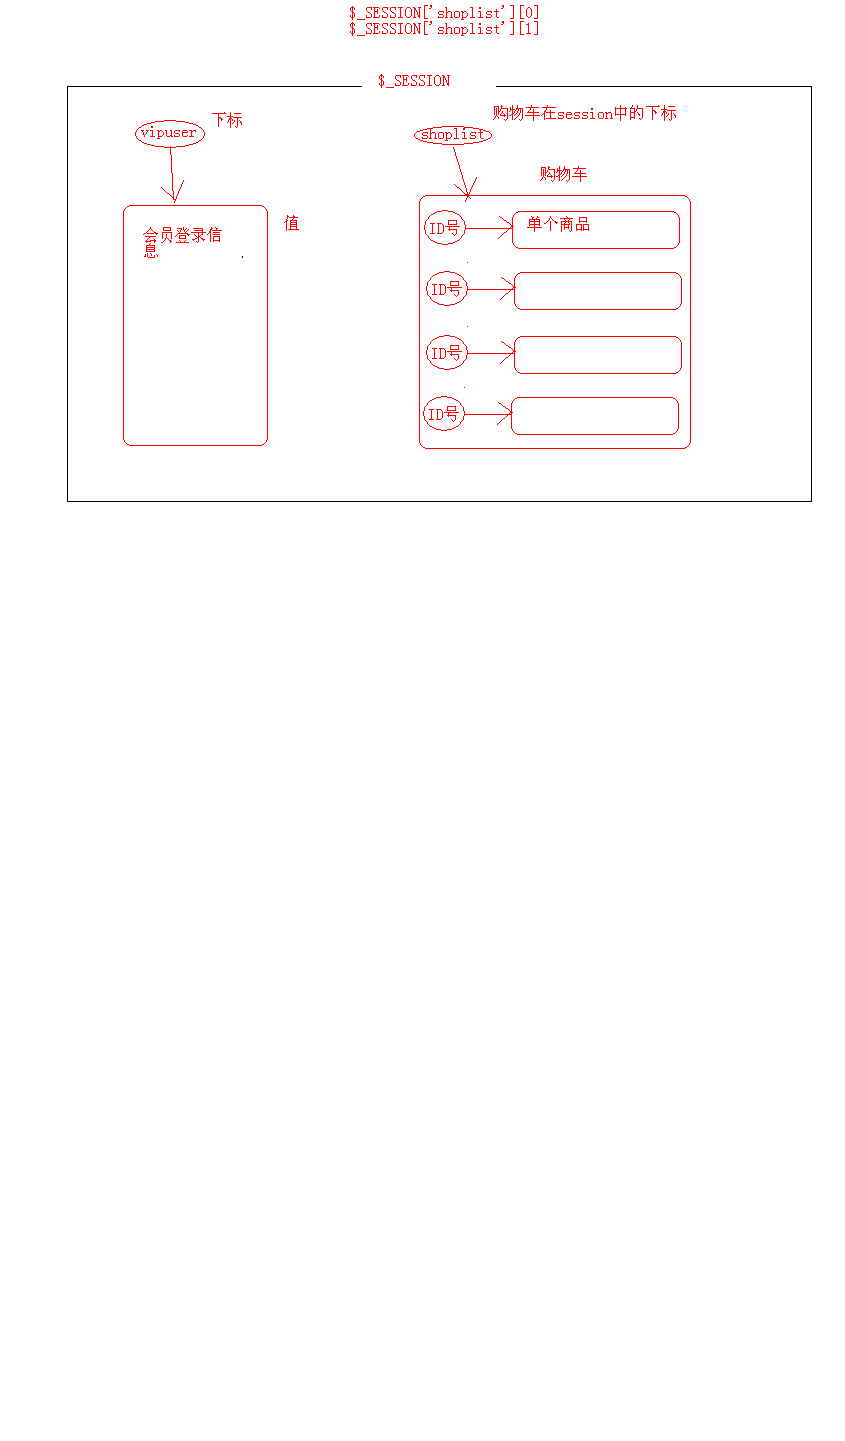 $_SESSION['shoplist'][0]
$_SESSION['shoplist'][1]
$_SESSION
vipuser
下标
会员登录信
息
值
购物车在session中的下标
shoplist
购物车
ID号
单个商品
ID号
ID号
ID号